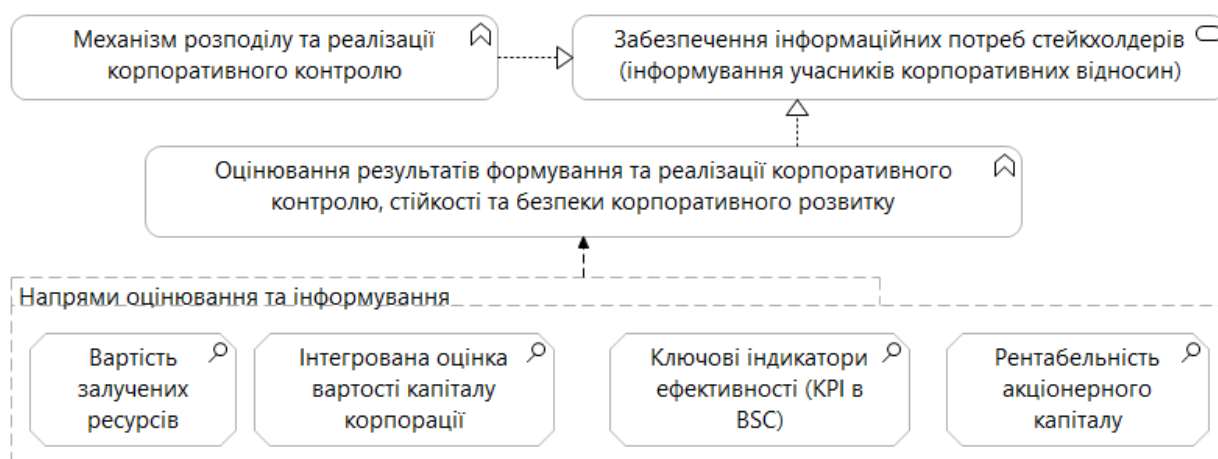 Механізм розподілу та реалізації
корпоративного контролю
Забезпечення інформаційних потреб стейкхолдерів
(інформування учасників корпоративних відносин)
Оцінювання результатів формування та реалізації корпоративного
контролю, стійкості та безпеки корпоративного розвитку
Напрями оцінювання та інформування
Вартість
залучених
ресурсів
Інтегрована оцінка
вартості капіталу
корпорації
Ключові індикатори
ефективності (KPI в
BSC)
Рентабельність
акціонерного
капіталу